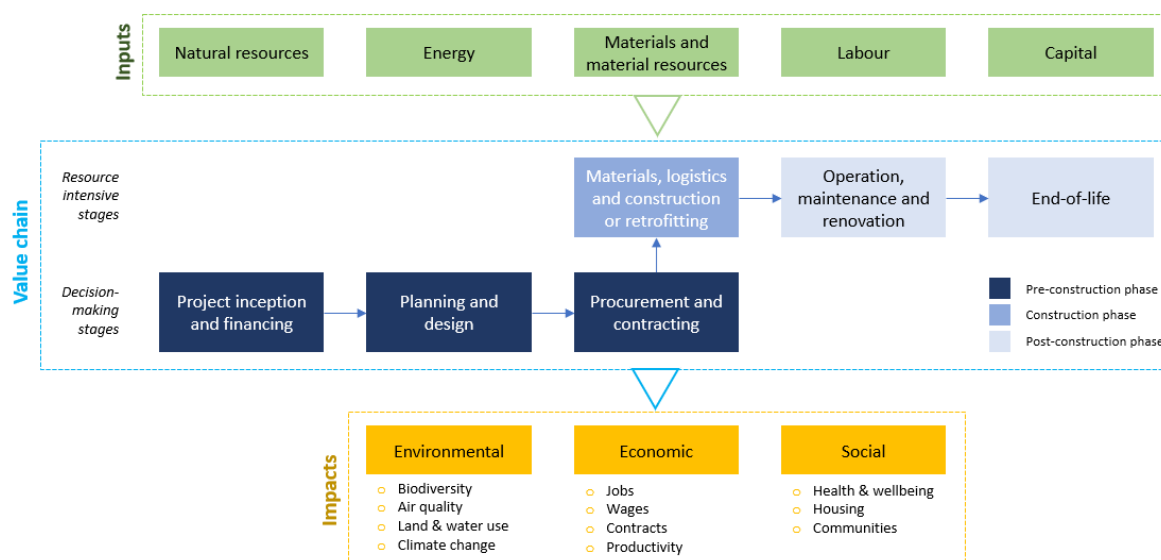 Inputs
Natural resources
Energy
Materials and
material resources
Labour
Capital
Value chain
Resource
intensive
stages
Materials, logistics
and construction
or retrofitting
Operation,
maintenance and
renovation
End-of-life
Decision-
making
stages
Project inception
and financing
Planning and
design
Procurement and
contracting
Pre-construction phase
Construction phase
Post-construction phase
Impacts
Environmental
Biodiversity
Air quality
Land & water use
Climate change
Economic
Jobs
Wages
Contracts
Productivity
Social
Health & wellbeing
Housing
Communities